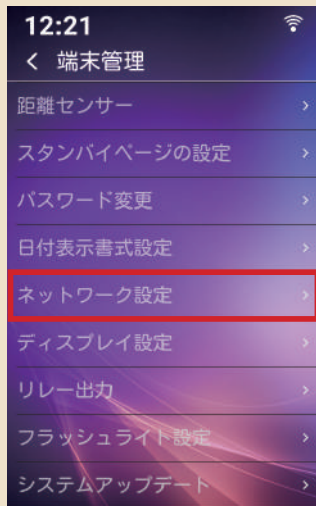 12:21
< 端末管理
距離センサー
スタンバイページの設定
パスワード変更
日付表示書式設定
ネットワーク設定
ディスプレイ設定
リレー出力
フラッシュライト設定
システムアップデート